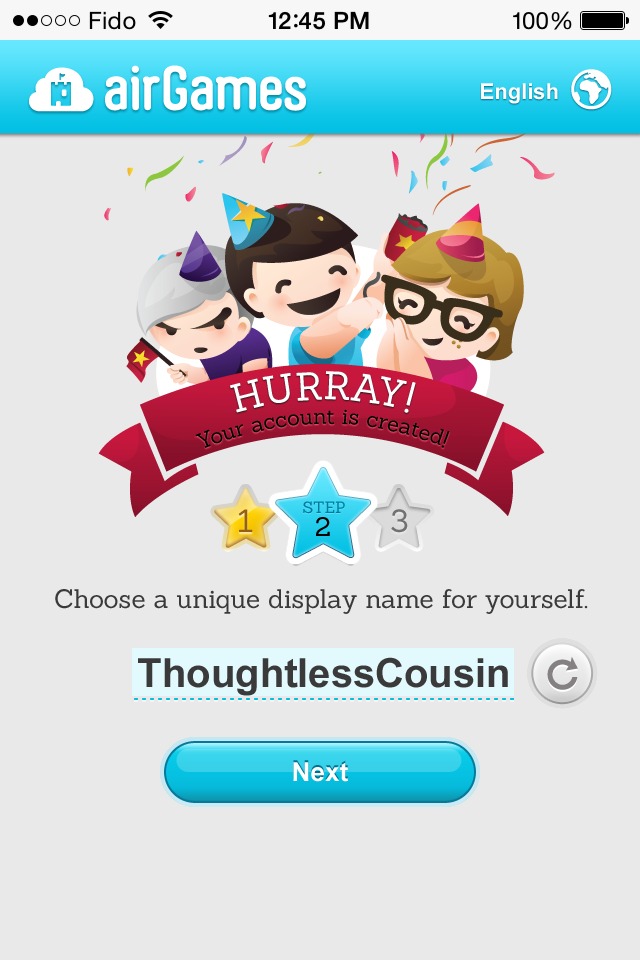 Fido 12:45 PM 100%
airGames English
HURRAY!
Your account is created!
1 STEP 3
2
Choose a unique display name for yourself.
ThoughtlessCousin
Next